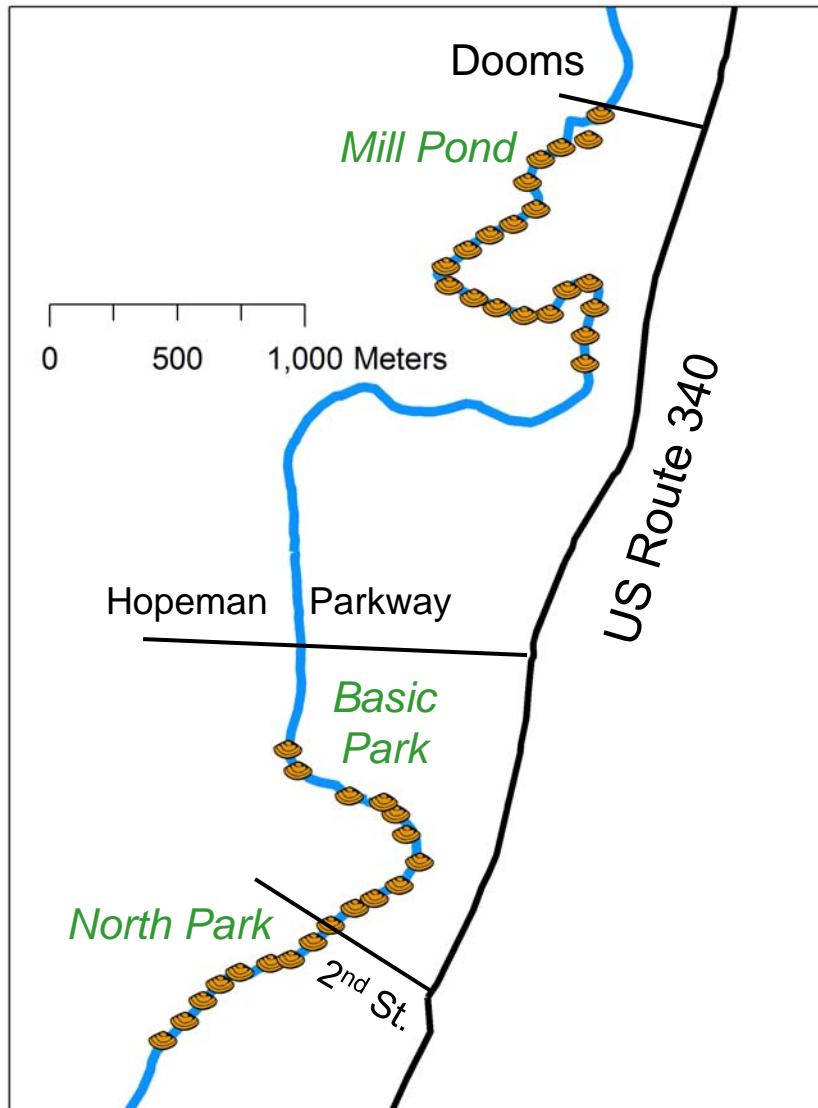 Dooms
Mill Pond
0 500 1,000 Meters
US Route 340
Hopeman Parkway
Basic
Park
North Park
2nd St.